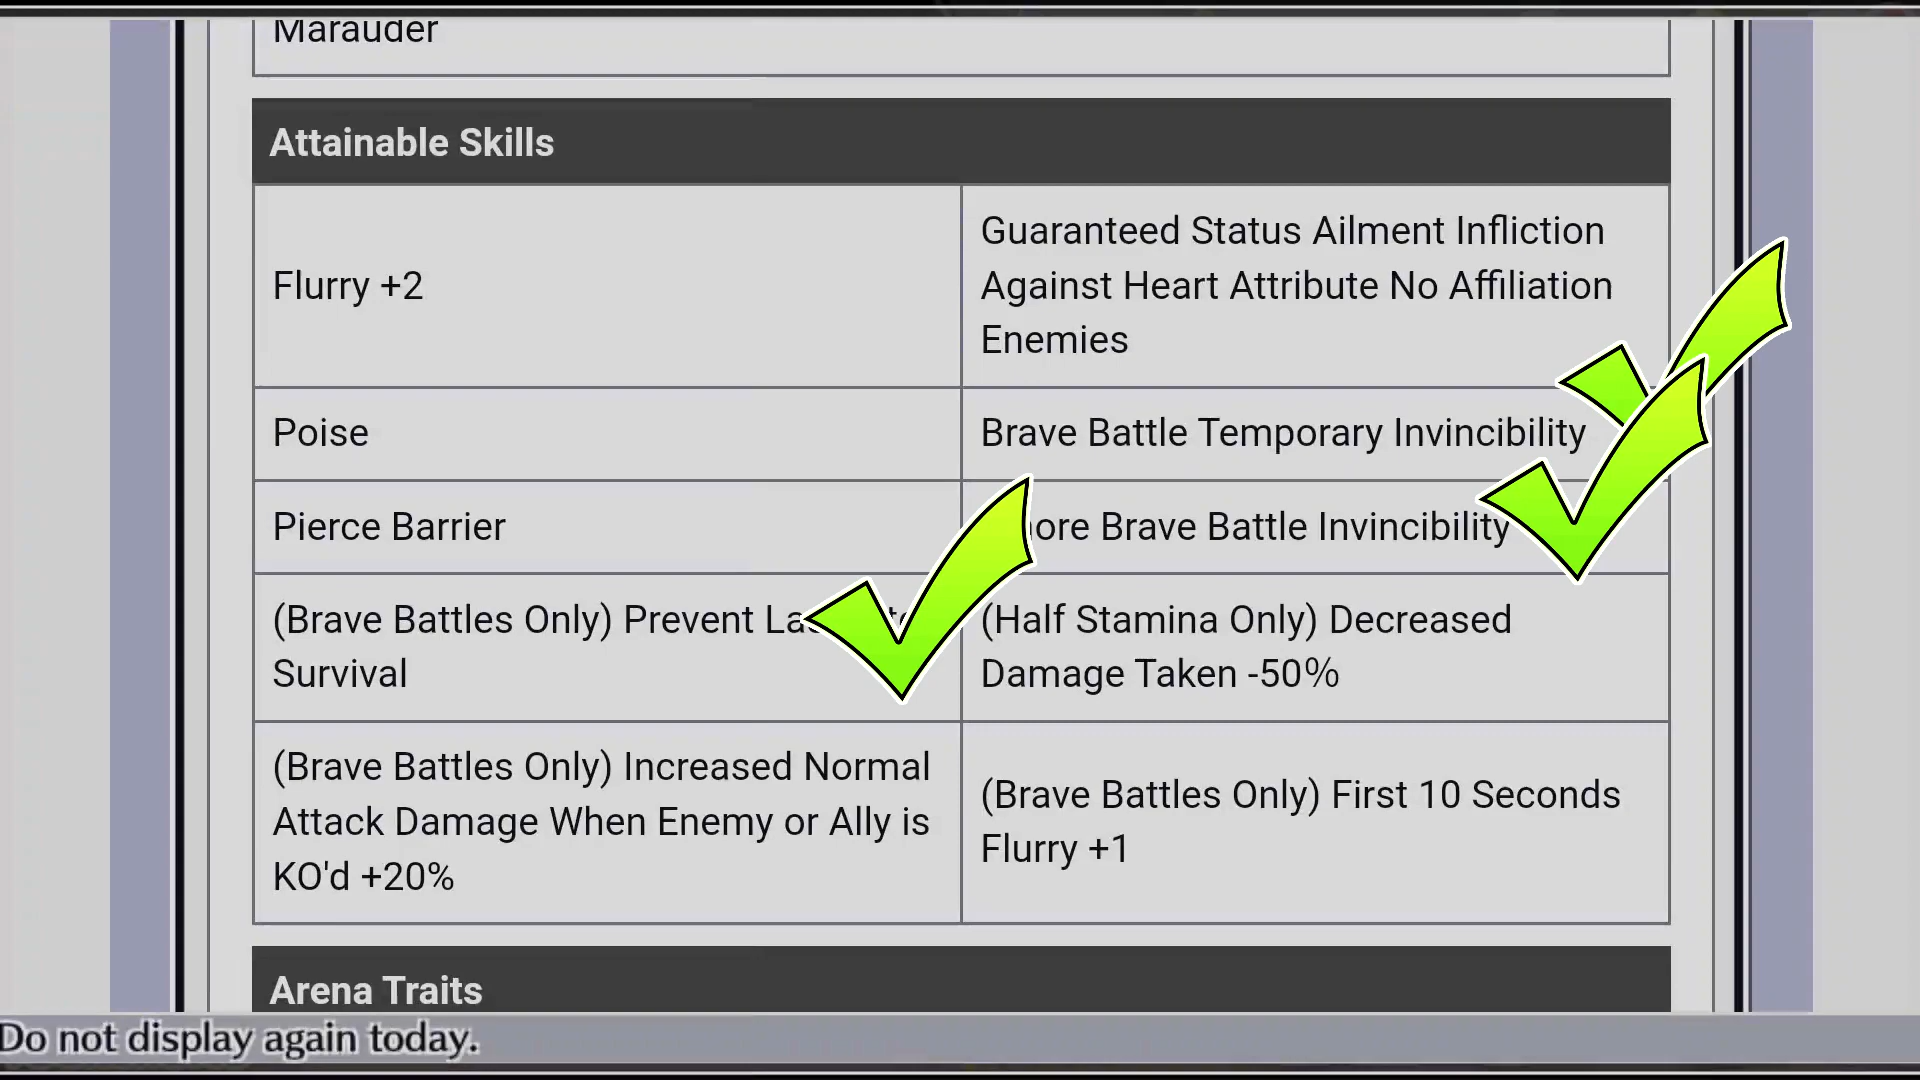 Marauder
Attainable Skills
Flurry +2
Guaranteed Status Ailment Infliction
Against Heart Attribute No Affiliation
Enemies
Poise
Brave Battle Temporary Invincibility
Pierce Barrier
Brave Battle Invincibility
(Brave Battles Only) Prevent
Survival
(Half Stamina Only) Decreased
Damage Taken -50%
(Brave Battles Only) Increased Normal
Attack Damage When Enemy or Ally is
KO'd +20%
(Brave Battles Only) First 10 Seconds
Flurry +1
Arena Traits
Do not display again today.